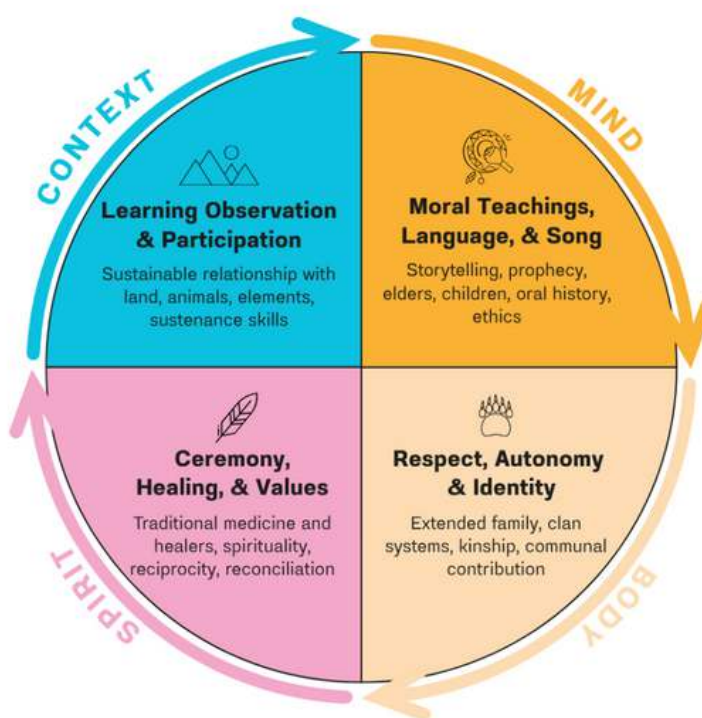 CONTEXT
MIND
Learning Observation
& Participation
Sustainable relationship with
land, animals, elements,
sustenance skills
Moral Teachings,
Language, & Song
Storytelling, prophecy,
elders, children, oral history,
ethics
Ceremony,
Healing, & Values
Traditional medicine and
healers, spirituality,
reciprocity, reconciliation
Respect, Autonomy
& Identity
Extended family, clan
systems, kinship, communal
contribution
SPIRIT
BODY